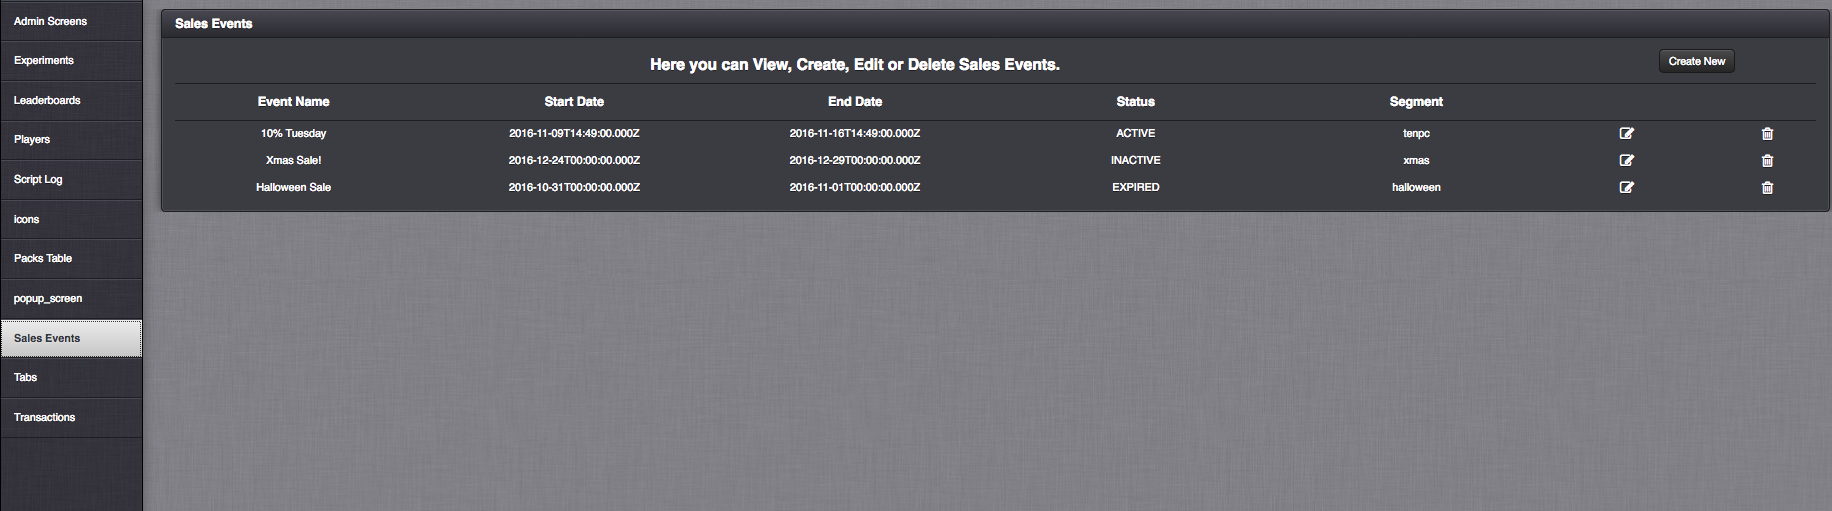 Admin Screens
Experiments
Leaderboards
Players
Script Log
icons
Packs Table
popup_screen
Sales Events
Tabs
Transactions
Sales Events
Here you can View, Create, Edit or Delete Sales Events.
Create New
Event Name Start Date End Date Status Segment
10% Tuesday 2016-11-09T14:49:00.000Z 2016-11-16T14:49:00.000Z ACTIVE tenpc
Xmas Sale! 2016-12-24T00:00:00.000Z 2016-12-29T00:00:00.000Z INACTIVE xmas
Halloween Sale 2016-10-31T00:00:00.000Z 2016-11-01T00:00:00.000Z EXPIRED halloween